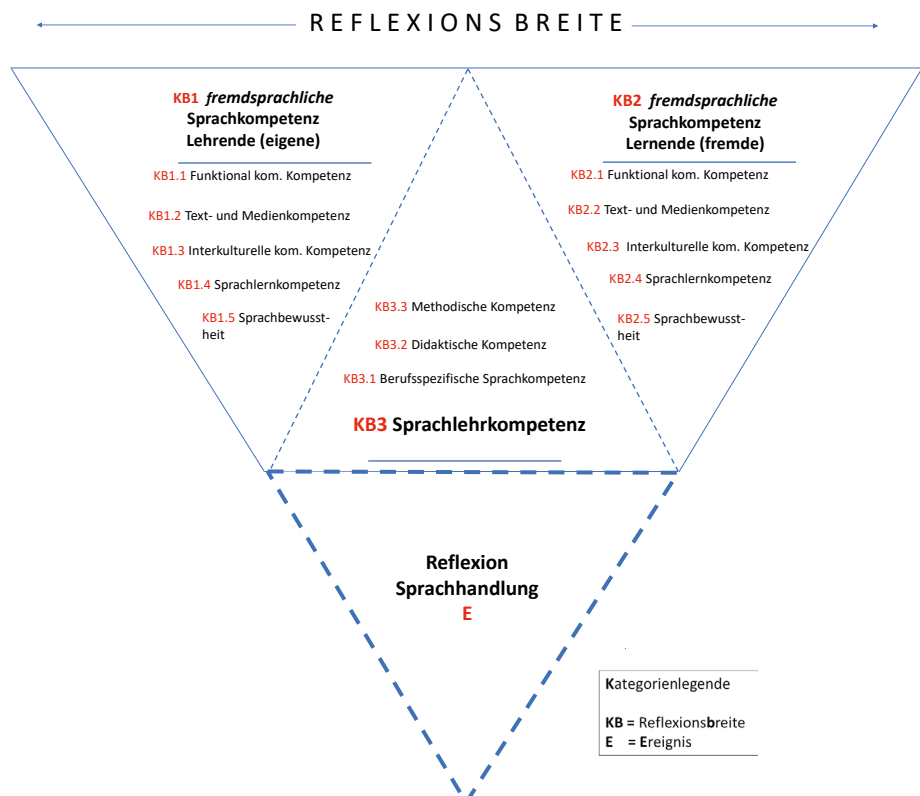 REFLEXIONS BREITE
KB1 fremdsprachliche
Sprachkompetenz
Lehrende (eigene)
KB1.1 Funktional kom. Kompetenz
KB1.2 Text- und Medienkompetenz
KB1.3 Interkulturelle kom. Kompetenz
KB1.4 Sprachlernkompetenz
KB1.5 Sprachbewusst-
heit
KB2 fremdsprachliche
Sprachkompetenz
Lernende (fremde)
KB2.1 Funktional kom. Kompetenz
KB2.2 Text- und Medienkompetenz
KB2.3 Interkulturelle kom. Kompetenz
KB2.4 Sprachlernkompetenz
KB2.5 Sprachbewusst-
heit
KB3.3 Methodische Kompetenz
KB3.2 Didaktische Kompetenz
KB3.1 Berufsspezifische Sprachkompetenz
KB3 Sprachlehrkompetenz
Reflexion
Sprachhandlung
E
Kategorienlegende
KB = Reflexionsbreite
E = Ereignis